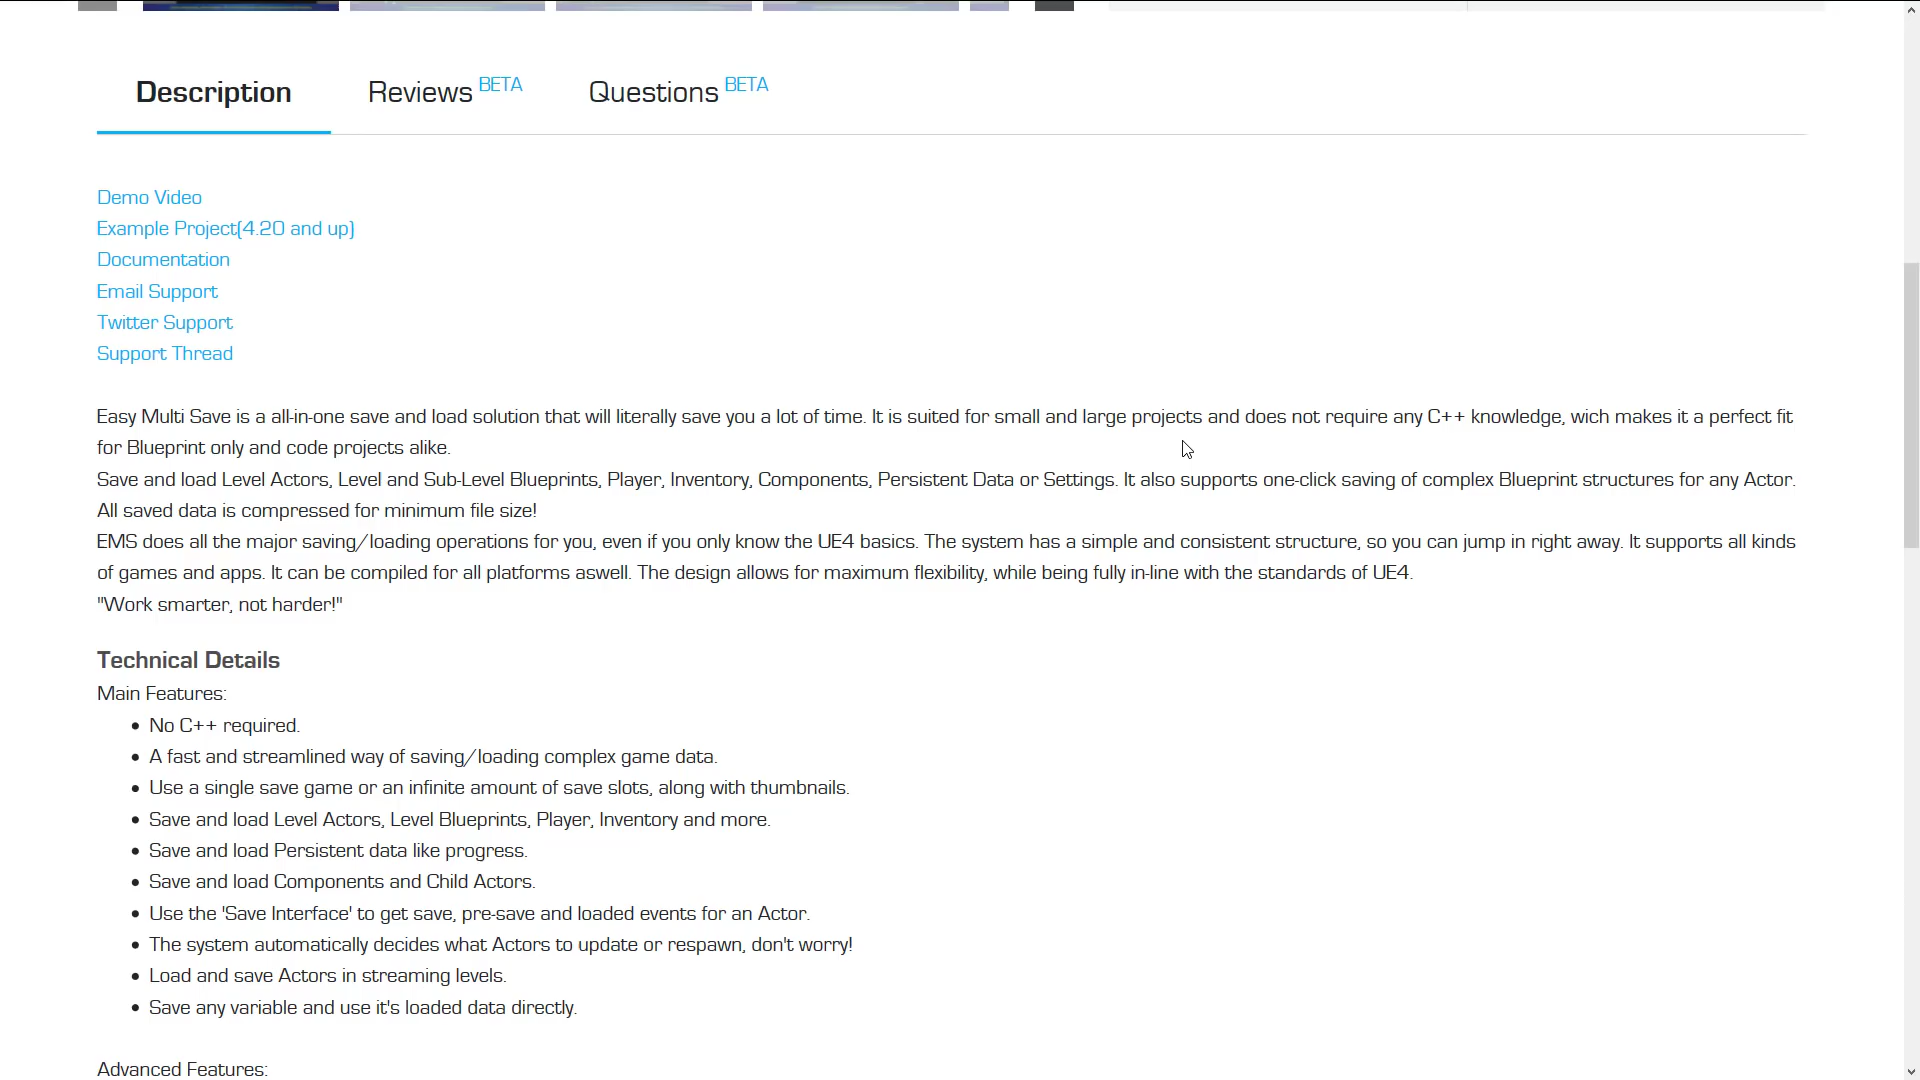 Description
Reviews BETA
Questions BETA
Demo Video
Example Project(4.20 and up)
Documentation
Email Support
Twitter Support
Support Thread
Easy Multi Save is a all-in-one save and load solution that will literally save you a lot of time. It is suited for small and large projects and does not require any C++ knowledge, wich makes it a perfect fit
for Blueprint only and code projects alike.
Save and load Level Actors, Level and Sub-Level Blueprints, Player, Inventory, Components, Persistent Data or Settings. It also supports one-click saving of complex Blueprint structures for any Actor.
All saved data is compressed for minimum file size!
EMS does all the major saving/loading operations for you, even if you only know the UE4 basics. The system has a simple and consistent structure, so you can jump in right away. It supports all kinds
of games and apps. It can be compiled for all platforms aswell. The design allows for maximum flexibility, while being fully in-line with the standards of UE4.
"Work smarter, not harder!"
Technical Details
Main Features:
• No C++ required.
• A fast and streamlined way of saving/loading complex game data.
• Use a single save game or an infinite amount of save slots, along with thumbnails.
• Save and load Level Actors, Level Blueprints, Player, Inventory and more.
• Save and load Persistent data like progress.
• Save and load Components and Child Actors.
• Use the 'Save Interface' to get save, pre-save and loaded events for an Actor.
• The system automatically decides what Actors to update or respawn, don't worry!
• Load and save Actors in streaming levels.
• Save any variable and use it's loaded data directly.
Advanced Features: